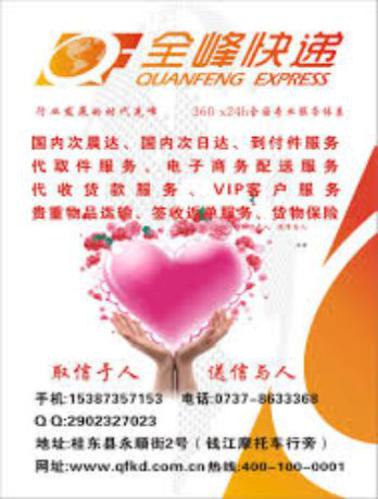 全峰快递
QUANFENG EXPRESS
行业发展的时代先峰 360 x24h全面专业服务体系
国内次晨达、国内次日达、到付件服务
代取件服务、电子商务配送服务
代收货款服务、VIP客户服务
贵重物品运输、签收返单服务、货物保险
取信于人 送信与人
手机:15387357153 电话:0737-8633368
QQ:2902327023
地址:桂东县永顺街2号（钱江摩托车行旁）
网址:www.qfkd.com.cn热线:400-100-0001